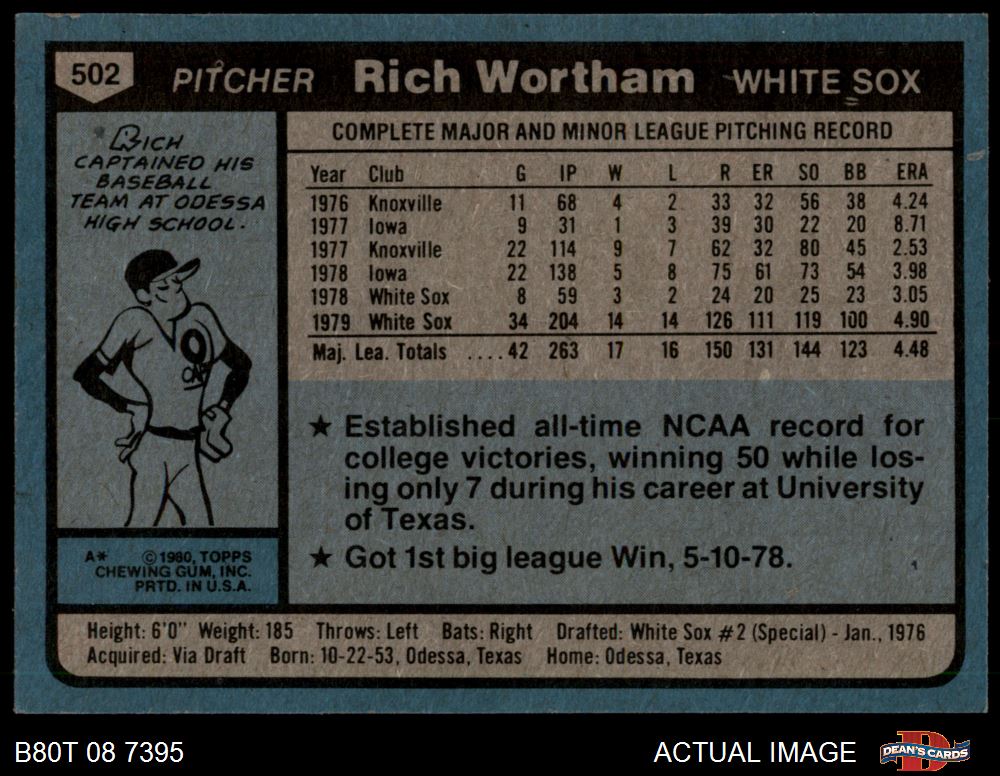 502 PITCHER Rich Wortham WHITE SOX
RICH
CAPTAINED HIS
BASEBALL
TEAM AT ODESSA
HIGH SCHOOL.
CAP
A* ©1980, TOPPS
CHEWING GUM, INC.
PRTD. IN U.S.A.
COMPLETE MAJOR AND MINOR LEAGUE PITCHING RECORD
Year Club G IP W L R ER SO BB ERA
1976 Knoxville 11 68 4 2 33 32 56 38 4.24
1977 Iowa 9 31 1 3 39 30 22 20 8.71
1977 Knoxville 22 114 9 7 62 32 80 45 2.53
1978 Iowa 22 138 5 8 75 61 73 54 3.98
1978 White Sox 8 59 3 2 24 20 25 23 3.05
1979 White Sox 34 204 14 14 126 111 119 100 4.90
Maj. Lea. Totals ....42 263 17 16 150 131 144 123 4.48
★ Established all-time NCAA record for
college victories, winning 50 while los-
ing only 7 during his career at University
of Texas.
★ Got 1st big league Win, 5-10-78.
Height: 6'0" Weight: 185 Throws: Left Bats: Right Drafted: White Sox #2 (Special) - Jan., 1976
Acquired: Via Draft Born: 10-22-53, Odessa, Texas Home: Odessa, Texas
B80T 08 7395 ACTUAL IMAGE DEAN'S CARDS